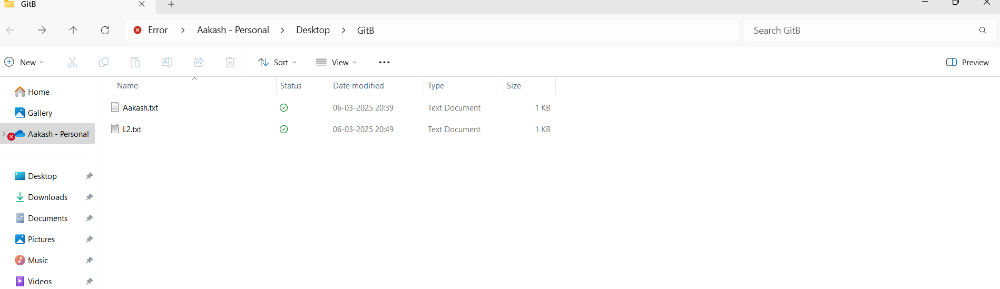 GitB
Error > Aakash - Personal > Desktop > GitB
Search GitB
New
Sort
View
Preview
Name Status Date modified Type Size
Aakash.txt 06-03-2025 20:39 Text Document 1 KB
L2.txt 06-03-2025 20:49 Text Document 1 KB
Home
Gallery
Aakash - Personal
Desktop
Downloads
Documents
Pictures
Music
Videos